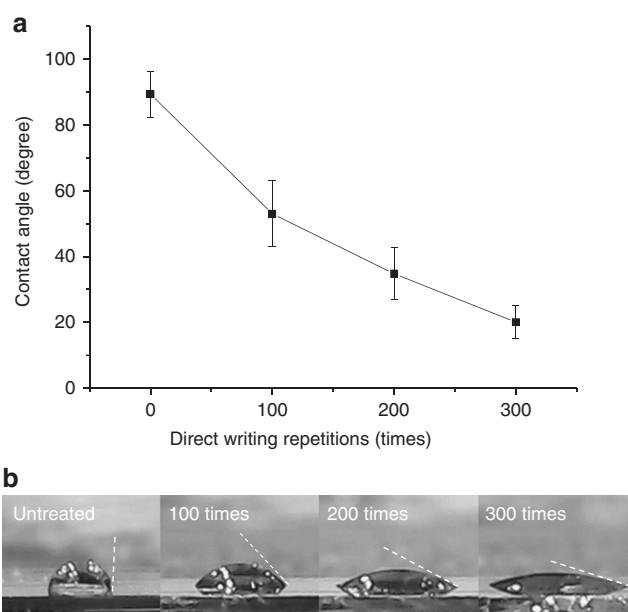 a
100
80
60
40
20
0
Contact angle (degree)
0 100 200 300
Direct writing repetitions (times)
b
Untreated 100 times 200 times 300 times